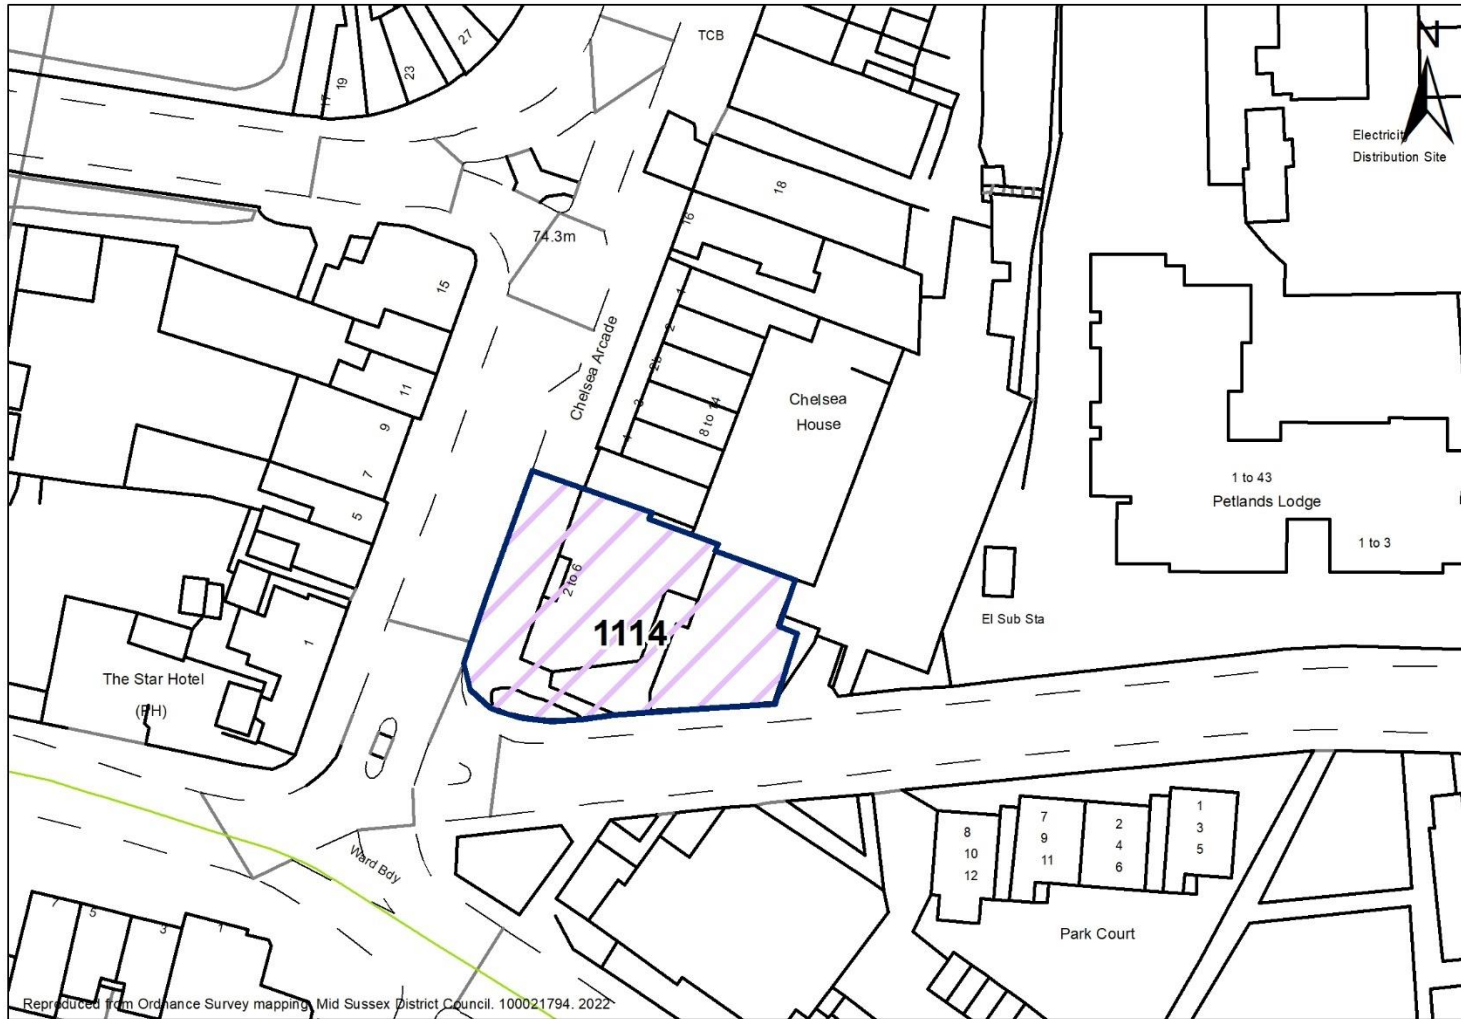 27
TCB
23
19
17
N
Electricit
Distribution Site
18
16
74.3m
15
1
2
2b
3
4
Chelsea Arcade
8 to 14
Chelsea
House
11
9
7
5
1
1 to 43
Petlands Lodge
1 to 3
2 to 6
1114
El Sub Sta
The Star Hotel
(PH)
Ward Bdy
8
10
12
7
9
11
2
4
6
1
3
5
Park Court
7
5
3
1
Reproduced from Ordnance Survey mapping. Mid Sussex District Council. 100021794. 2022